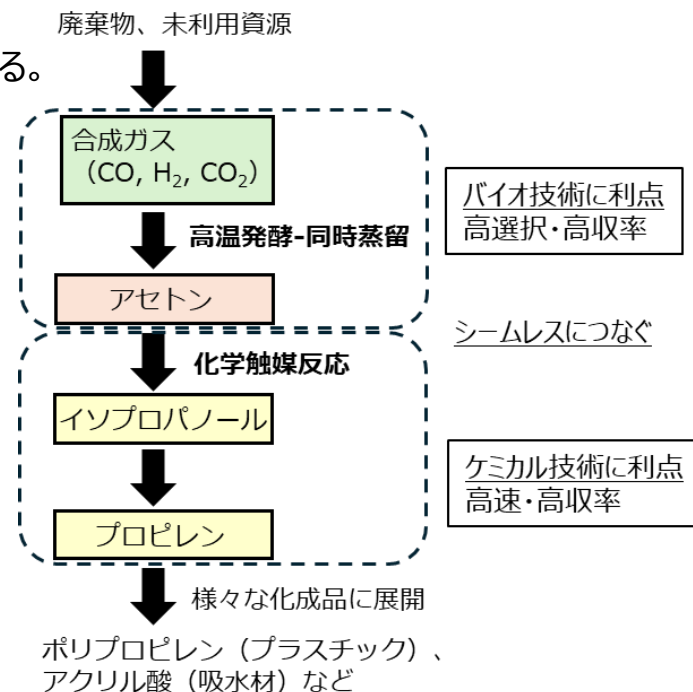 廃棄物、未利用資源
る。
合成ガス
（CO, H₂, CO₂）
高温発酵-同時蒸留
バイオ技術に利点
高選択・高収率
アセトン
シームレスにつなぐ
化学触媒反応
イソプロパノール
ケミカル技術に利点
高速・高収率
プロピレン
様々な化成品に展開
ポリプロピレン（プラスチック）、
アクリル酸（吸水材）など